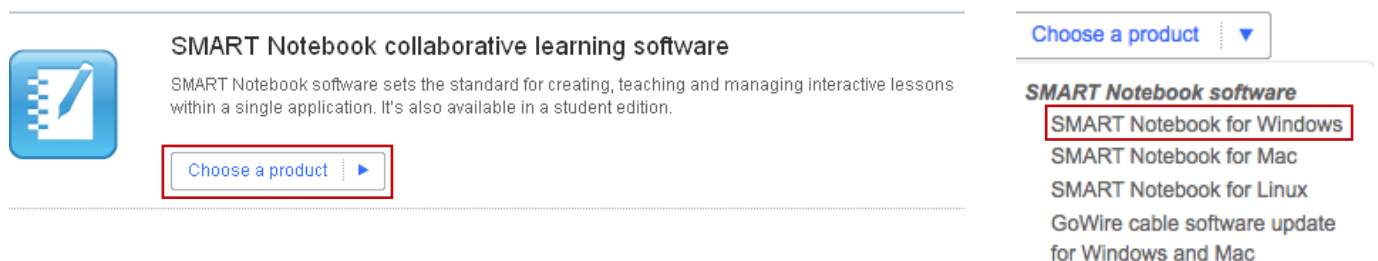 SMART Notebook collaborative learning software
SMART Notebook software sets the standard for creating, teaching and managing interactive lessons
within a single application. It's also available in a student edition.
Choose a product
Choose a product
SMART Notebook software
SMART Notebook for Windows
SMART Notebook for Mac
SMART Notebook for Linux
GoWire cable software update
for Windows and Mac